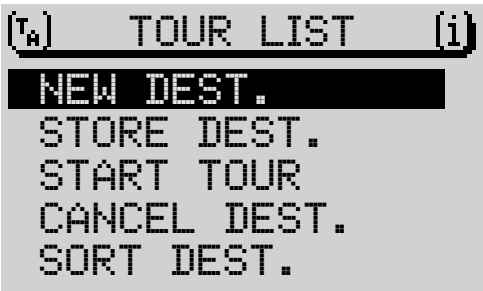 (TA) TOUR LIST (i)
NEW DEST.
STORE DEST.
START TOUR
CANCEL DEST.
SORT DEST.